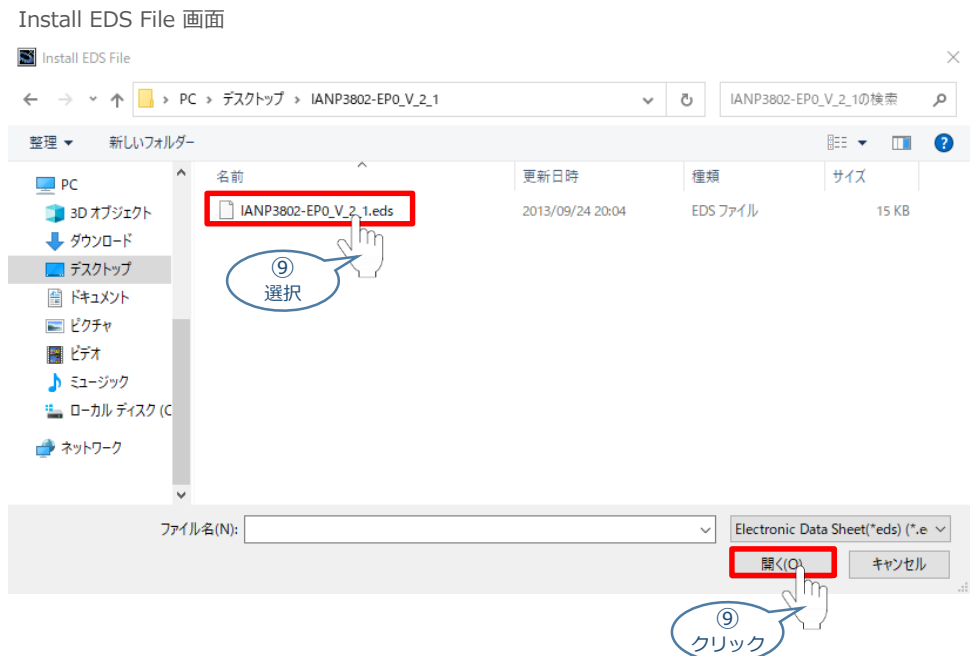 Install EDS File 画面
Install EDS File
PC › デスクトップ › IANP3802-EP0_V_2_1
IANP3802-EP0_V_2_1の検索
整理 新しいフォルダー
名前 更新日時 種類 サイズ
PC
3D オブジェクト
ダウンロード
デスクトップ
ドキュメント
ピクチャ
ビデオ
ミュージック
ローカル ディスク (C
ネットワーク
IANP3802-EP0_V_2_1.eds 2013/09/24 20:04 EDS ファイル 15 KB
⑨
選択
ファイル名(N):
Electronic Data Sheet(*eds) (*.e
開く(O) キャンセル
⑨
クリック